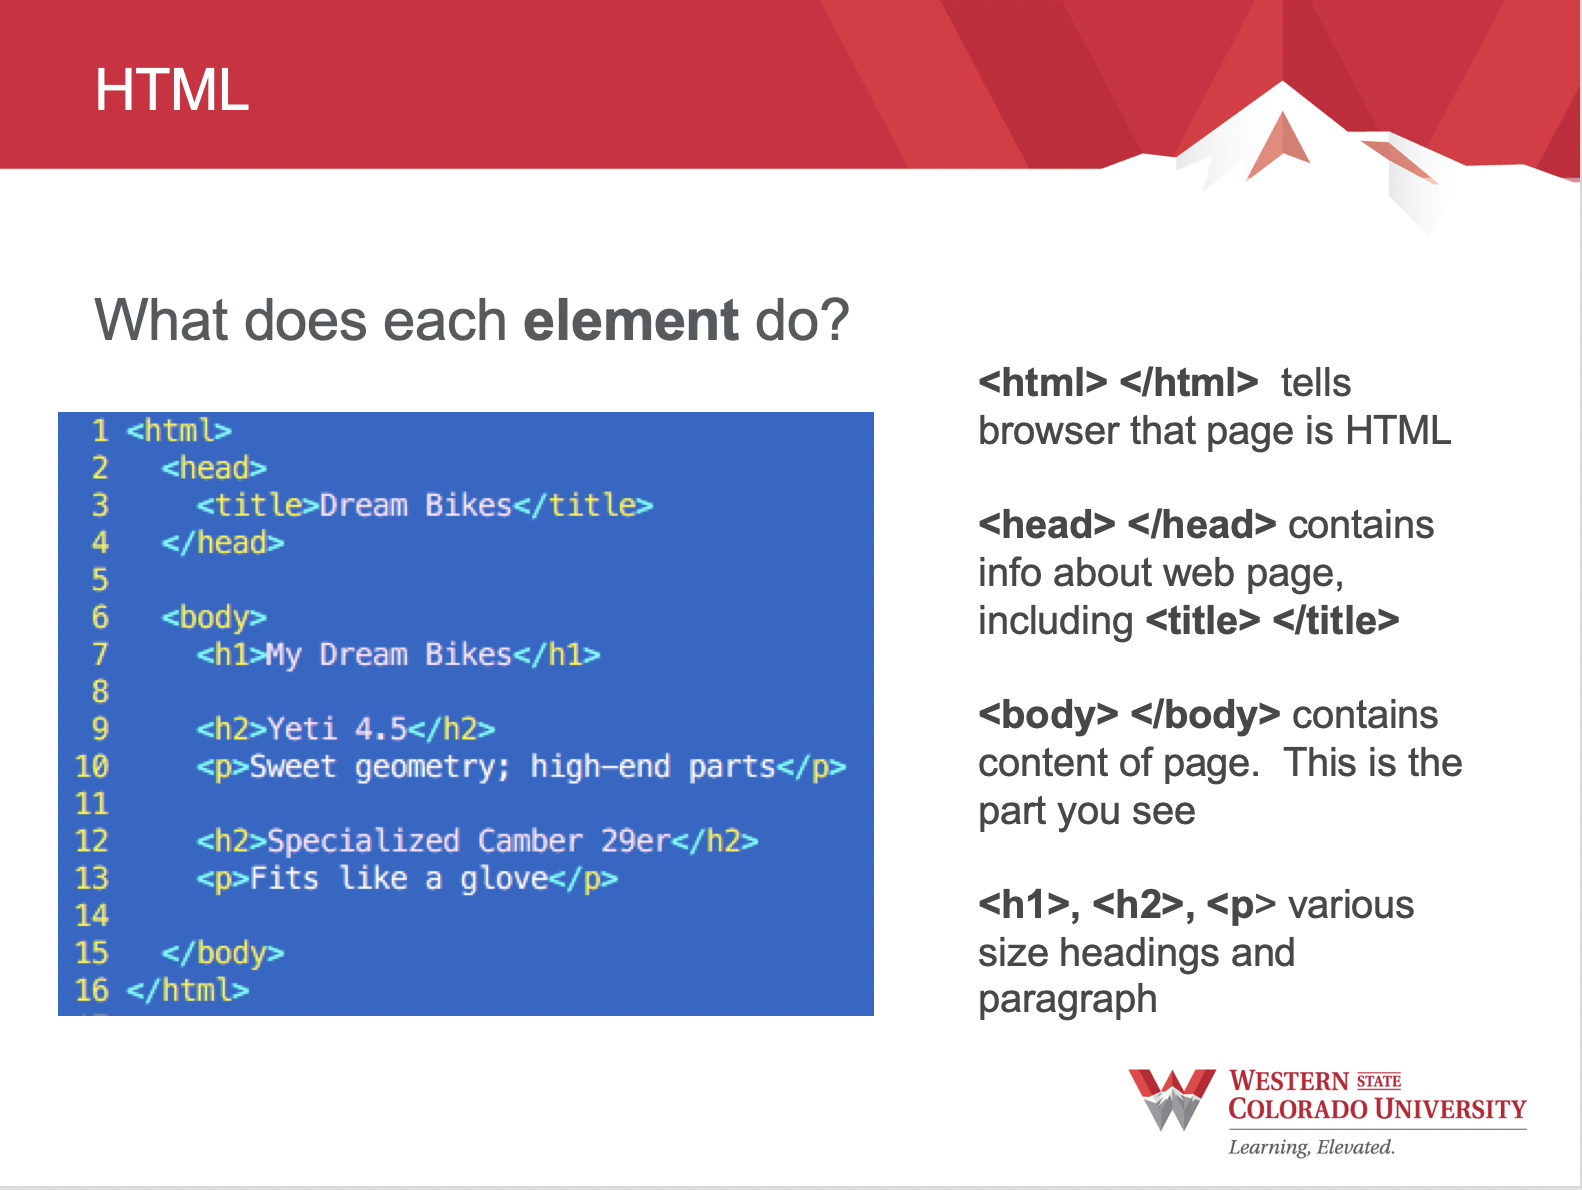 HTML
What does each element do?
1 <html>
2   <head>
3     <title>Dream Bikes</title>
4   </head>
5
6   <body>
7     <h1>My Dream Bikes</h1>
8
9     <h2>Yeti 4.5</h2>
10     <p>Sweet geometry; high-end parts</p>
11
12     <h2>Specialized Camber 29er</h2>
13     <p>Fits like a glove</p>
14
15   </body>
16 </html>
<html> </html>  tells
browser that page is HTML
<head> </head> contains
info about web page,
including <title> </title>
<body> </body> contains
content of page.  This is the
part you see
<h1>, <h2>, <p> various
size headings and
paragraph
WESTERN STATE
COLORADO UNIVERSITY
Learning, Elevated.